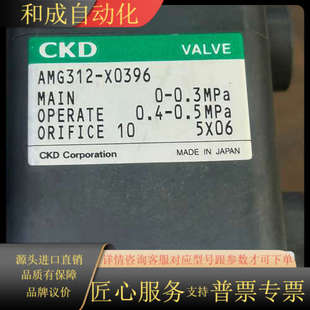 和成自动化
CKD VALVE
AMG312-X0396
MAIN 0-0.3MPa
OPERATE 0.4-0.5MPa
ORIFICE 10 5X06
CKD Corporation MADE IN JAPAN
源头进口直销
品质有保障
品牌议价
详情咨询客服对应型号跟参数才可下单
匠心服务 支持 普票专票